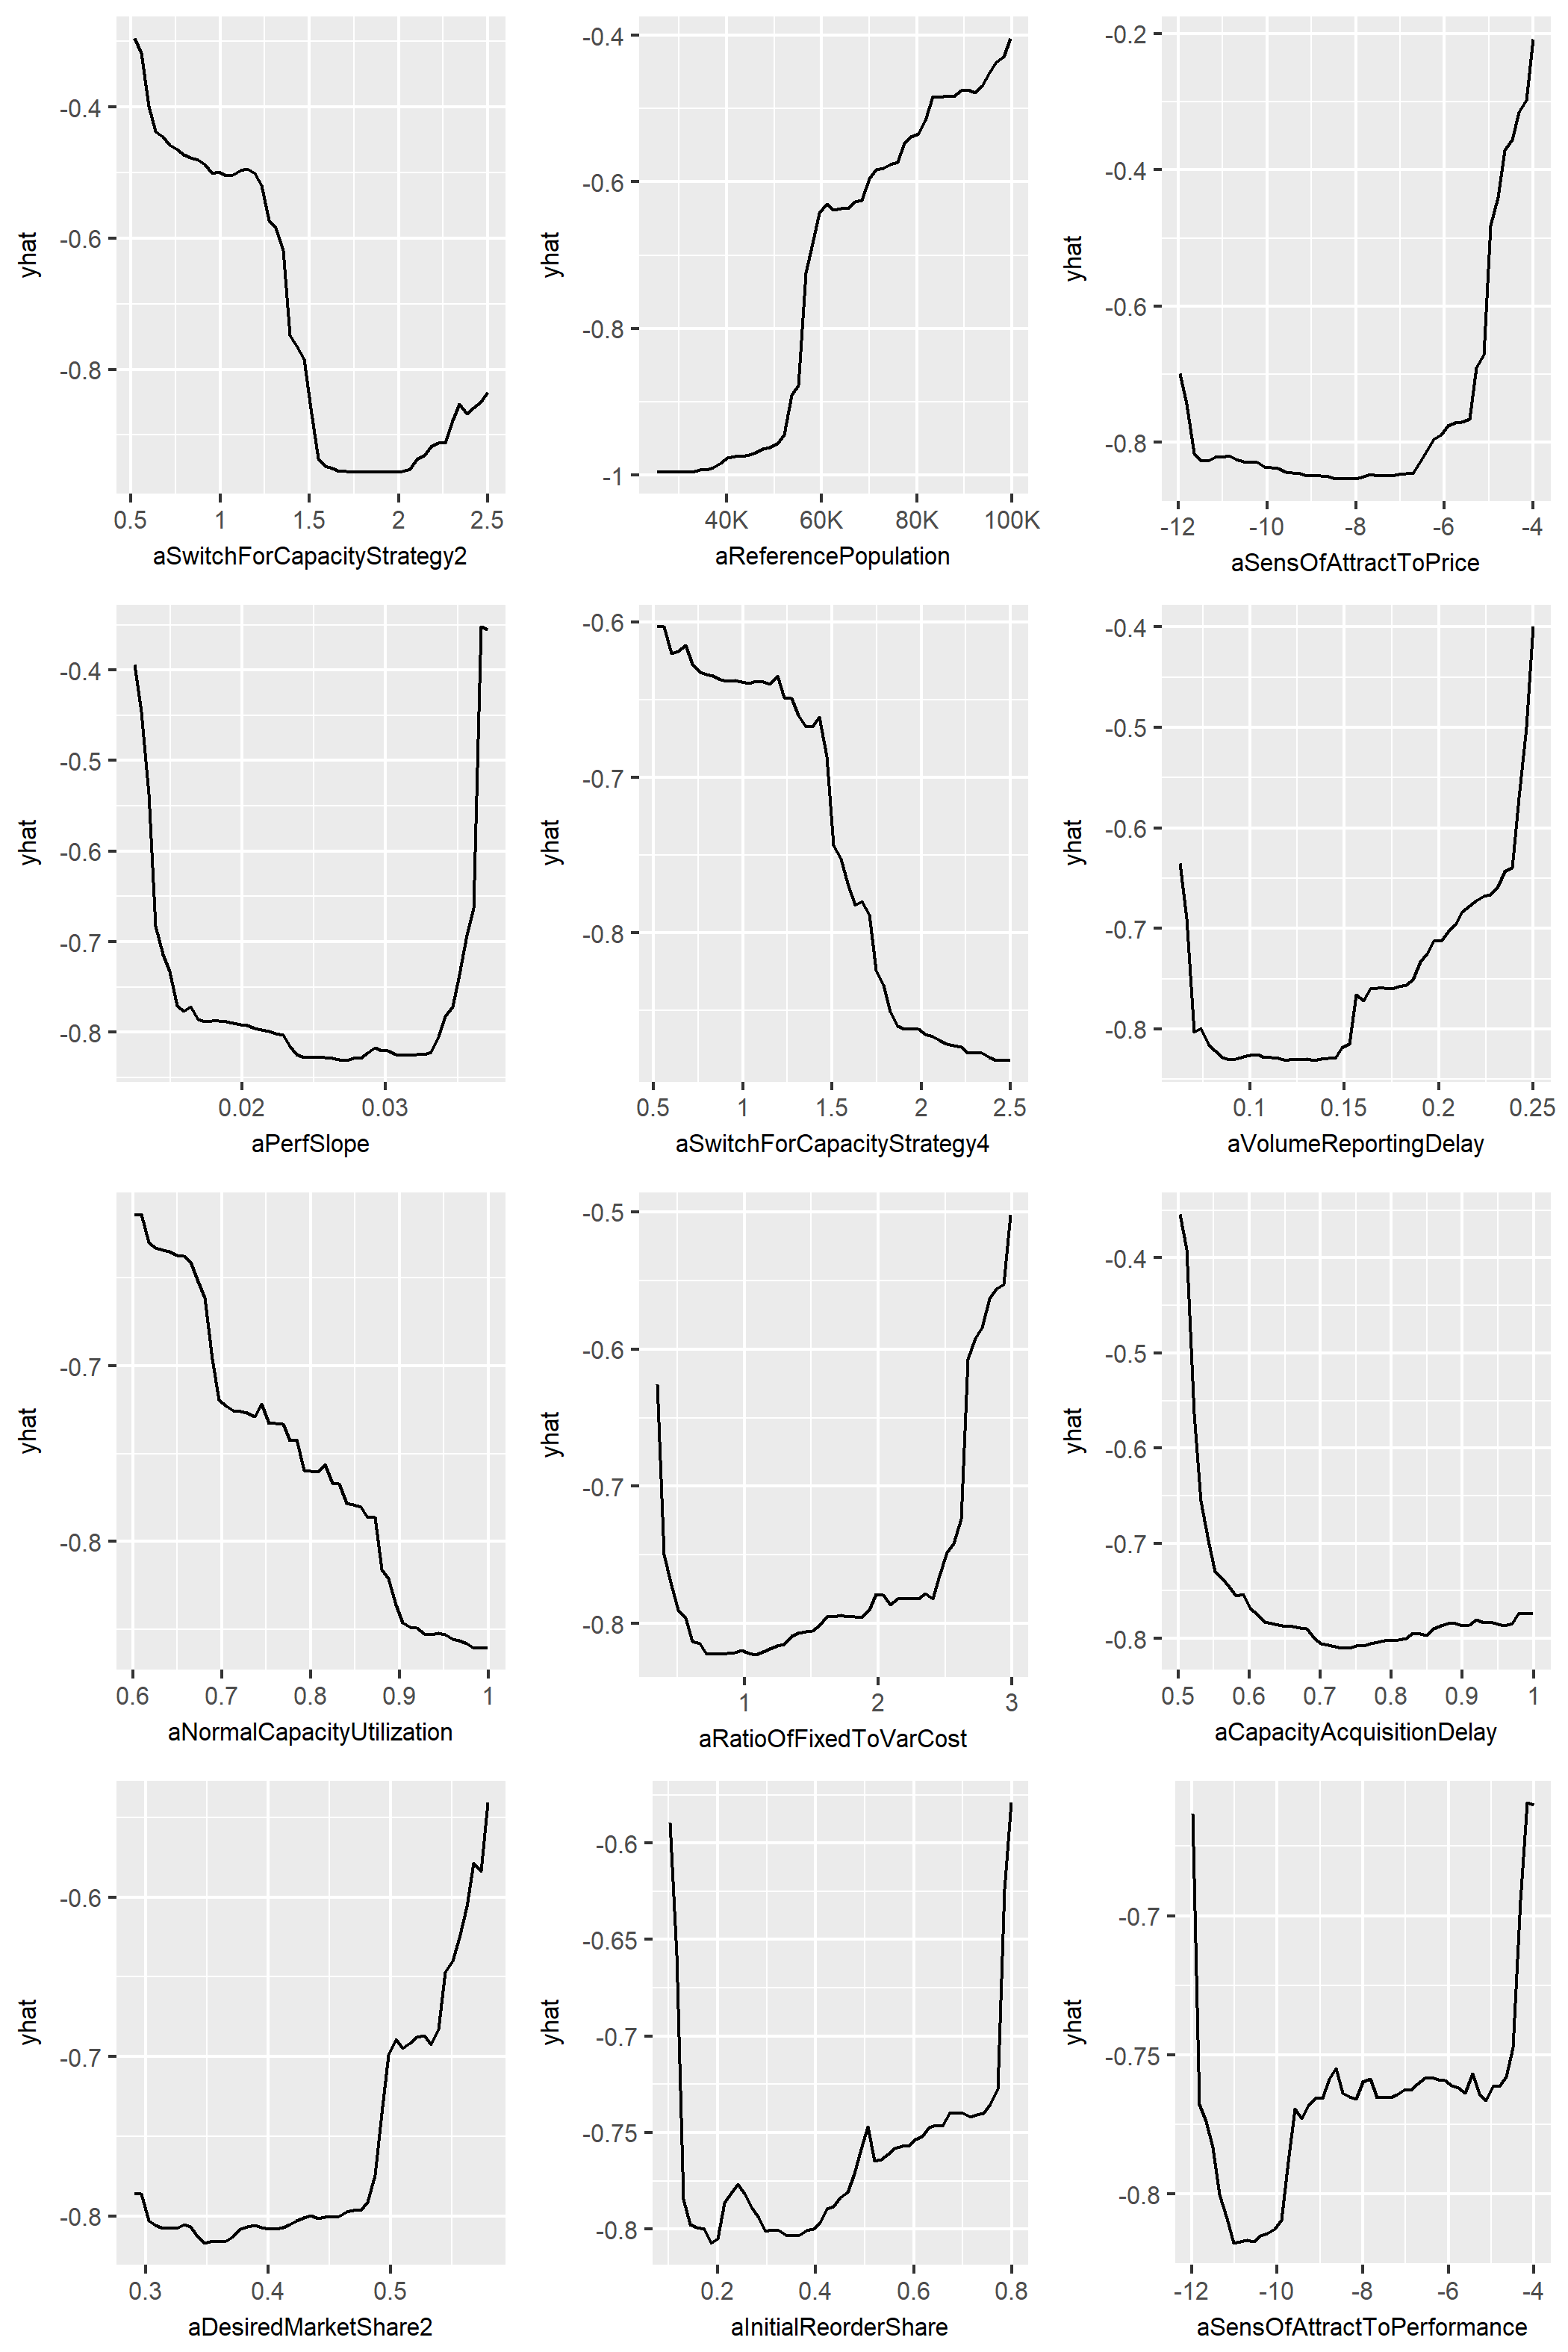 -0.4
-0.6
-0.8
yhat
0.5 1 1.5 2 2.5
aSwitchForCapacityStrategy2
-0.4
-0.6
-0.8
-1
yhat
40K 60K 80K 100K
aReferencePopulation
-0.2
-0.4
-0.6
-0.8
yhat
-12 -10 -8 -6 -4
aSensOfAttractToPrice
-0.4
-0.5
-0.6
-0.7
-0.8
yhat
0.02 0.03
aPerfSlope
-0.6
-0.7
-0.8
yhat
0.5 1 1.5 2 2.5
aSwitchForCapacityStrategy4
-0.4
-0.5
-0.6
-0.7
-0.8
yhat
0.1 0.15 0.2 0.25
aVolumeReportingDelay
-0.7
-0.8
yhat
0.6 0.7 0.8 0.9 1
aNormalCapacityUtilization
-0.5
-0.6
-0.7
-0.8
yhat
1 2 3
aRatioOfFixedToVarCost
-0.4
-0.5
-0.6
-0.7
-0.8
yhat
0.5 0.6 0.7 0.8 0.9 1
aCapacityAcquisitionDelay
-0.6
-0.7
-0.8
yhat
0.3 0.4 0.5
aDesiredMarketShare2
-0.6
-0.65
-0.7
-0.75
-0.8
yhat
0.2 0.4 0.6 0.8
aInitialReorderShare
-0.7
-0.75
-0.8
yhat
-12 -10 -8 -6 -4
aSensOfAttractToPerformance